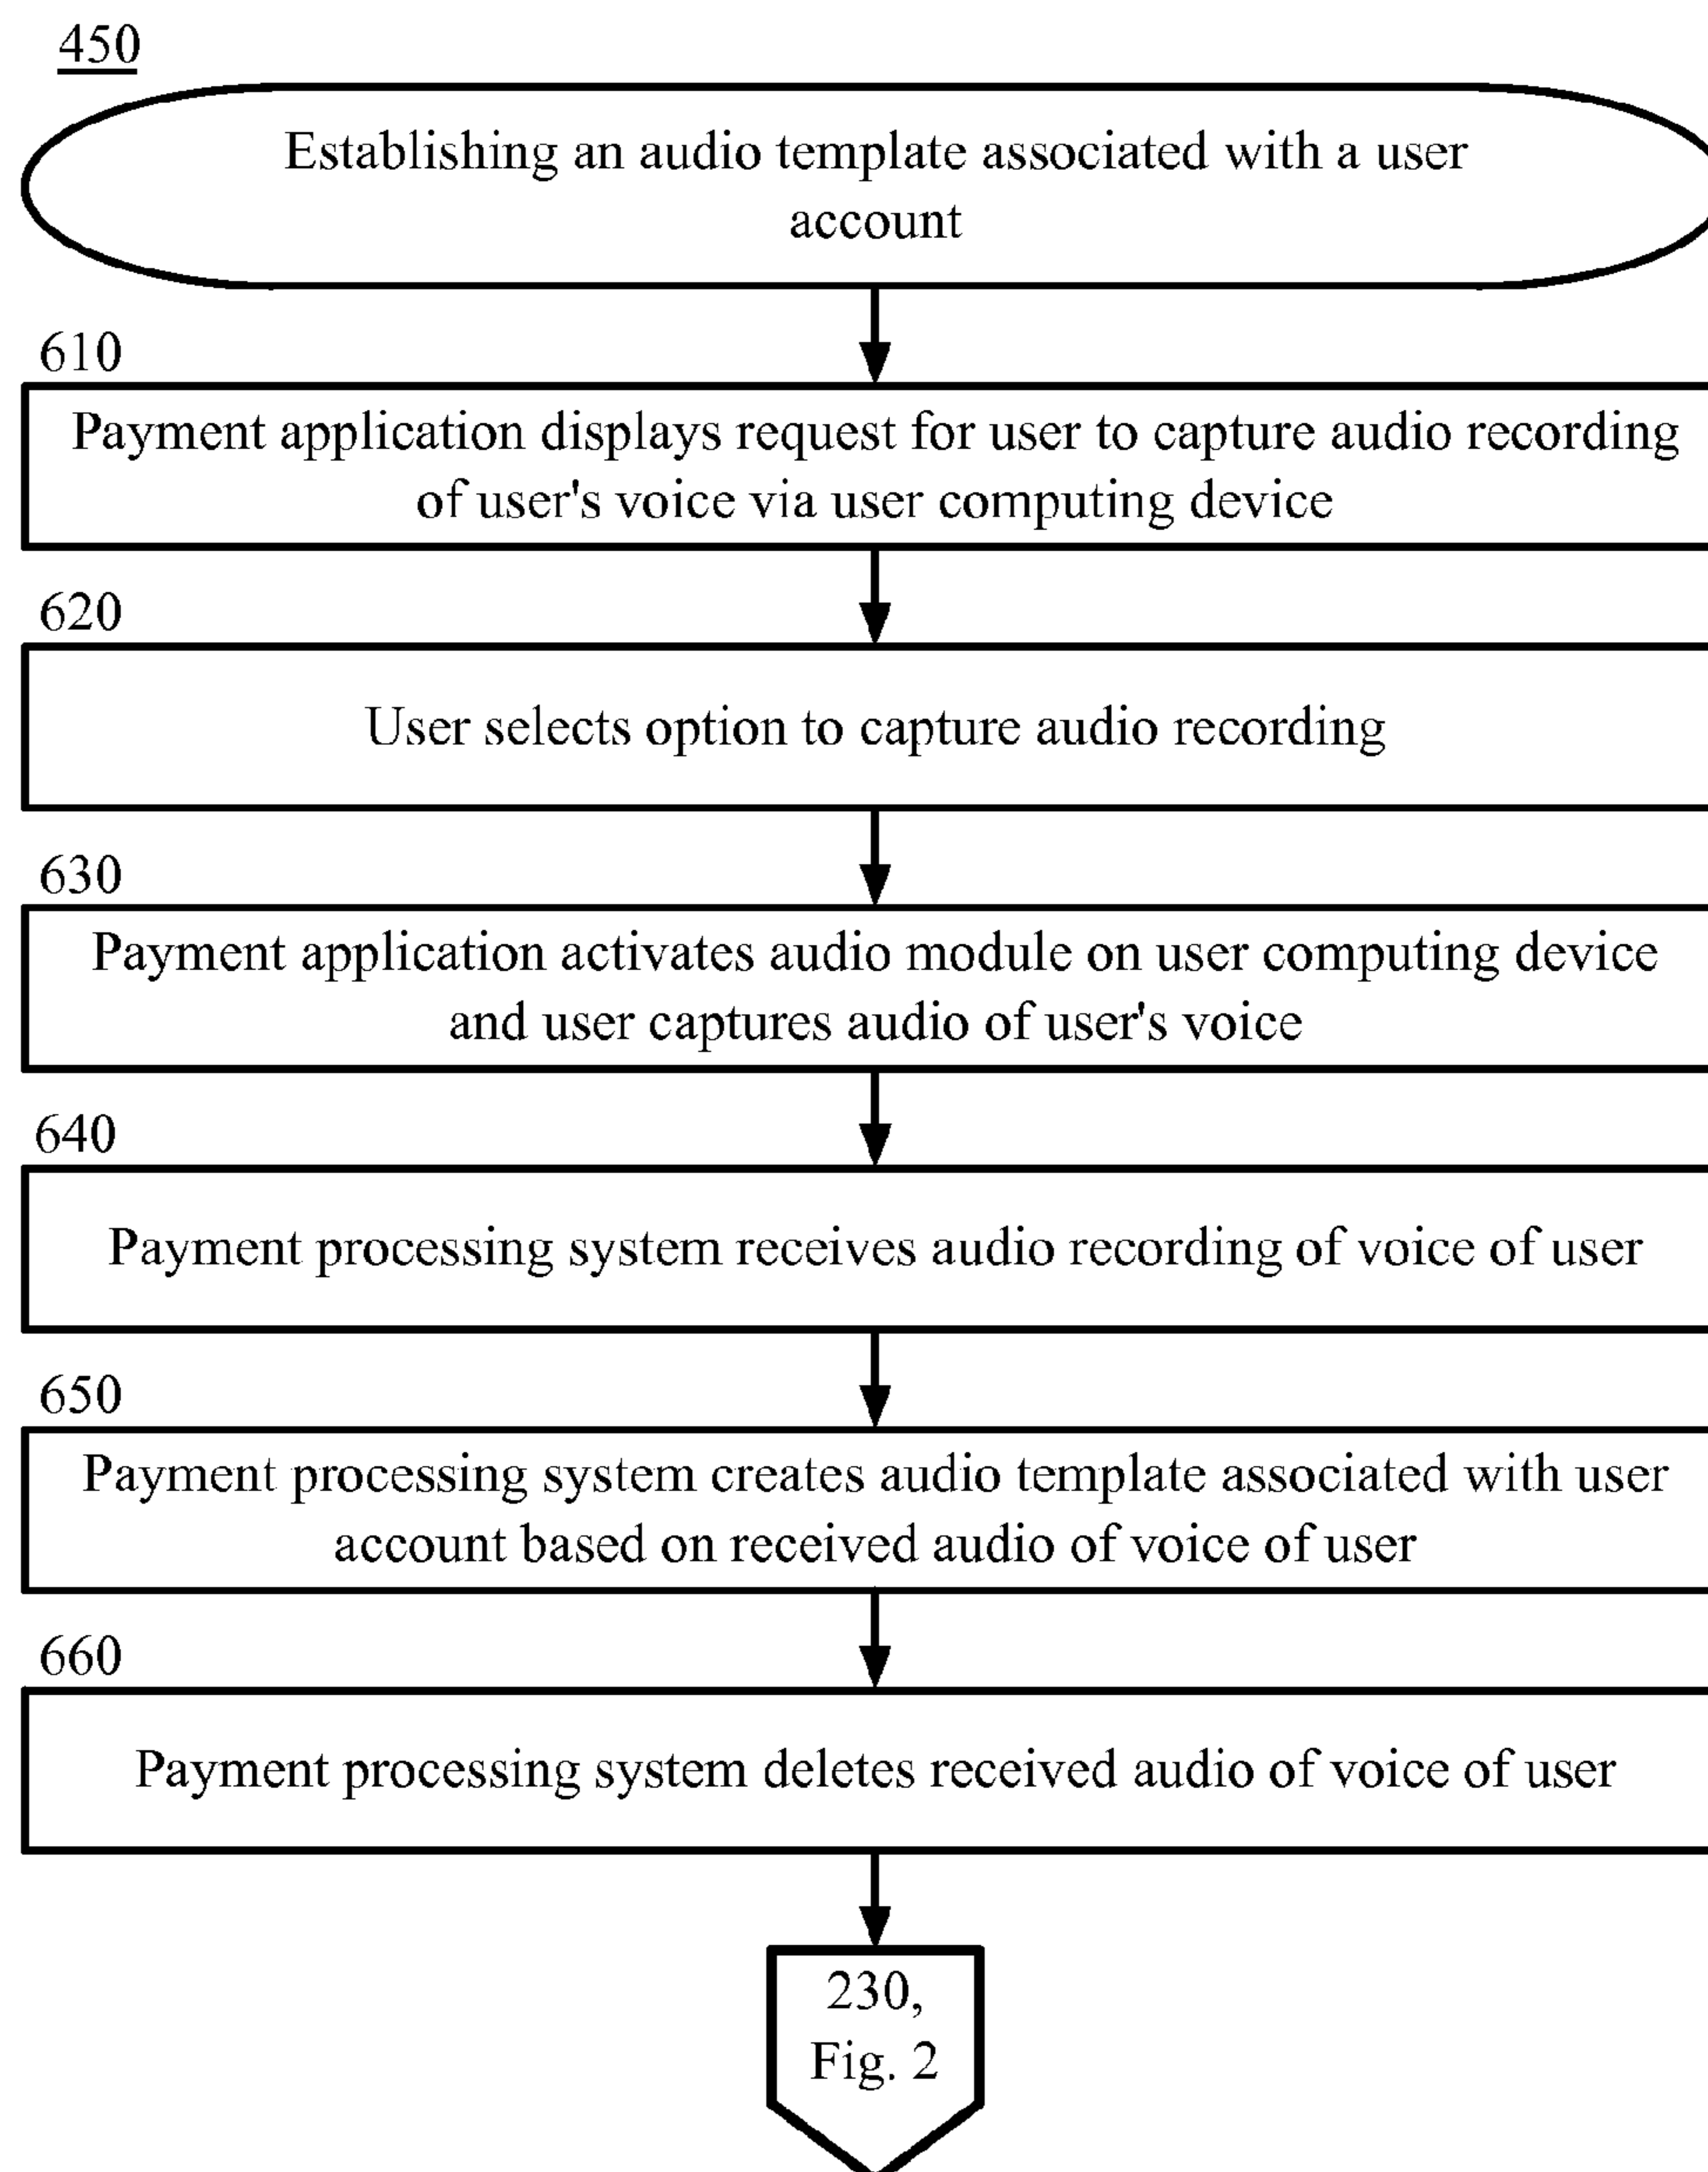 450
Establishing an audio template associated with a user
account
610
Payment application displays request for user to capture audio recording
of user's voice via user computing device
620
User selects option to capture audio recording
630
Payment application activates audio module on user computing device
and user captures audio of user's voice
640
Payment processing system receives audio recording of voice of user
650
Payment processing system creates audio template associated with user
account based on received audio of voice of user
660
Payment processing system deletes received audio of voice of user
230,
Fig. 2